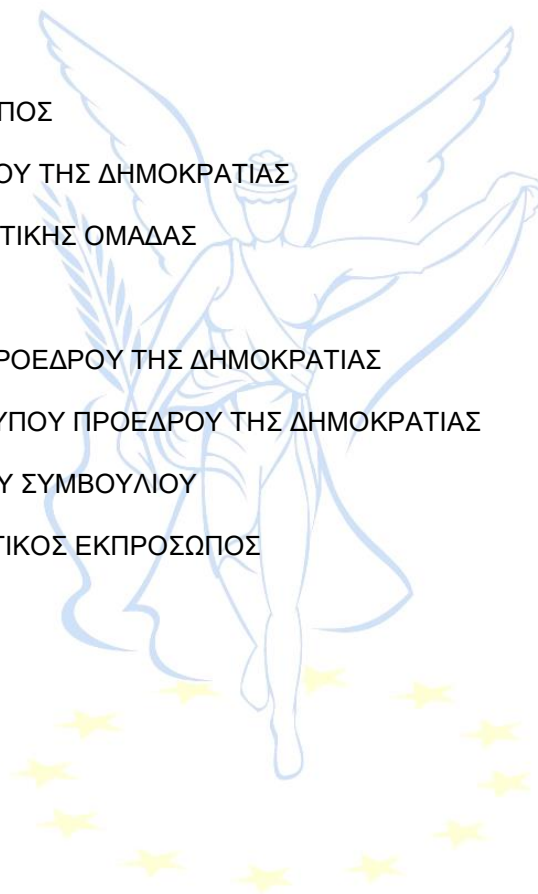 ΠΟΣ
ΟΥ ΤΗΣ ΔΗΜΟΚΡΑΤΙΑΣ
ΤΙΚΗΣ ΟΜΑΔΑΣ
ΡΟΕΔΡΟΥ ΤΗΣ ΔΗΜΟΚΡΑΤΙΑΣ
ΥΠΟΥ ΠΡΟΕΔΡΟΥ ΤΗΣ ΔΗΜΟΚΡΑΤΙΑΣ
Υ ΣΥΜΒΟΥΛΙΟΥ
ΤΙΚΟΣ ΕΚΠΡΟΣΩΠΟΣ